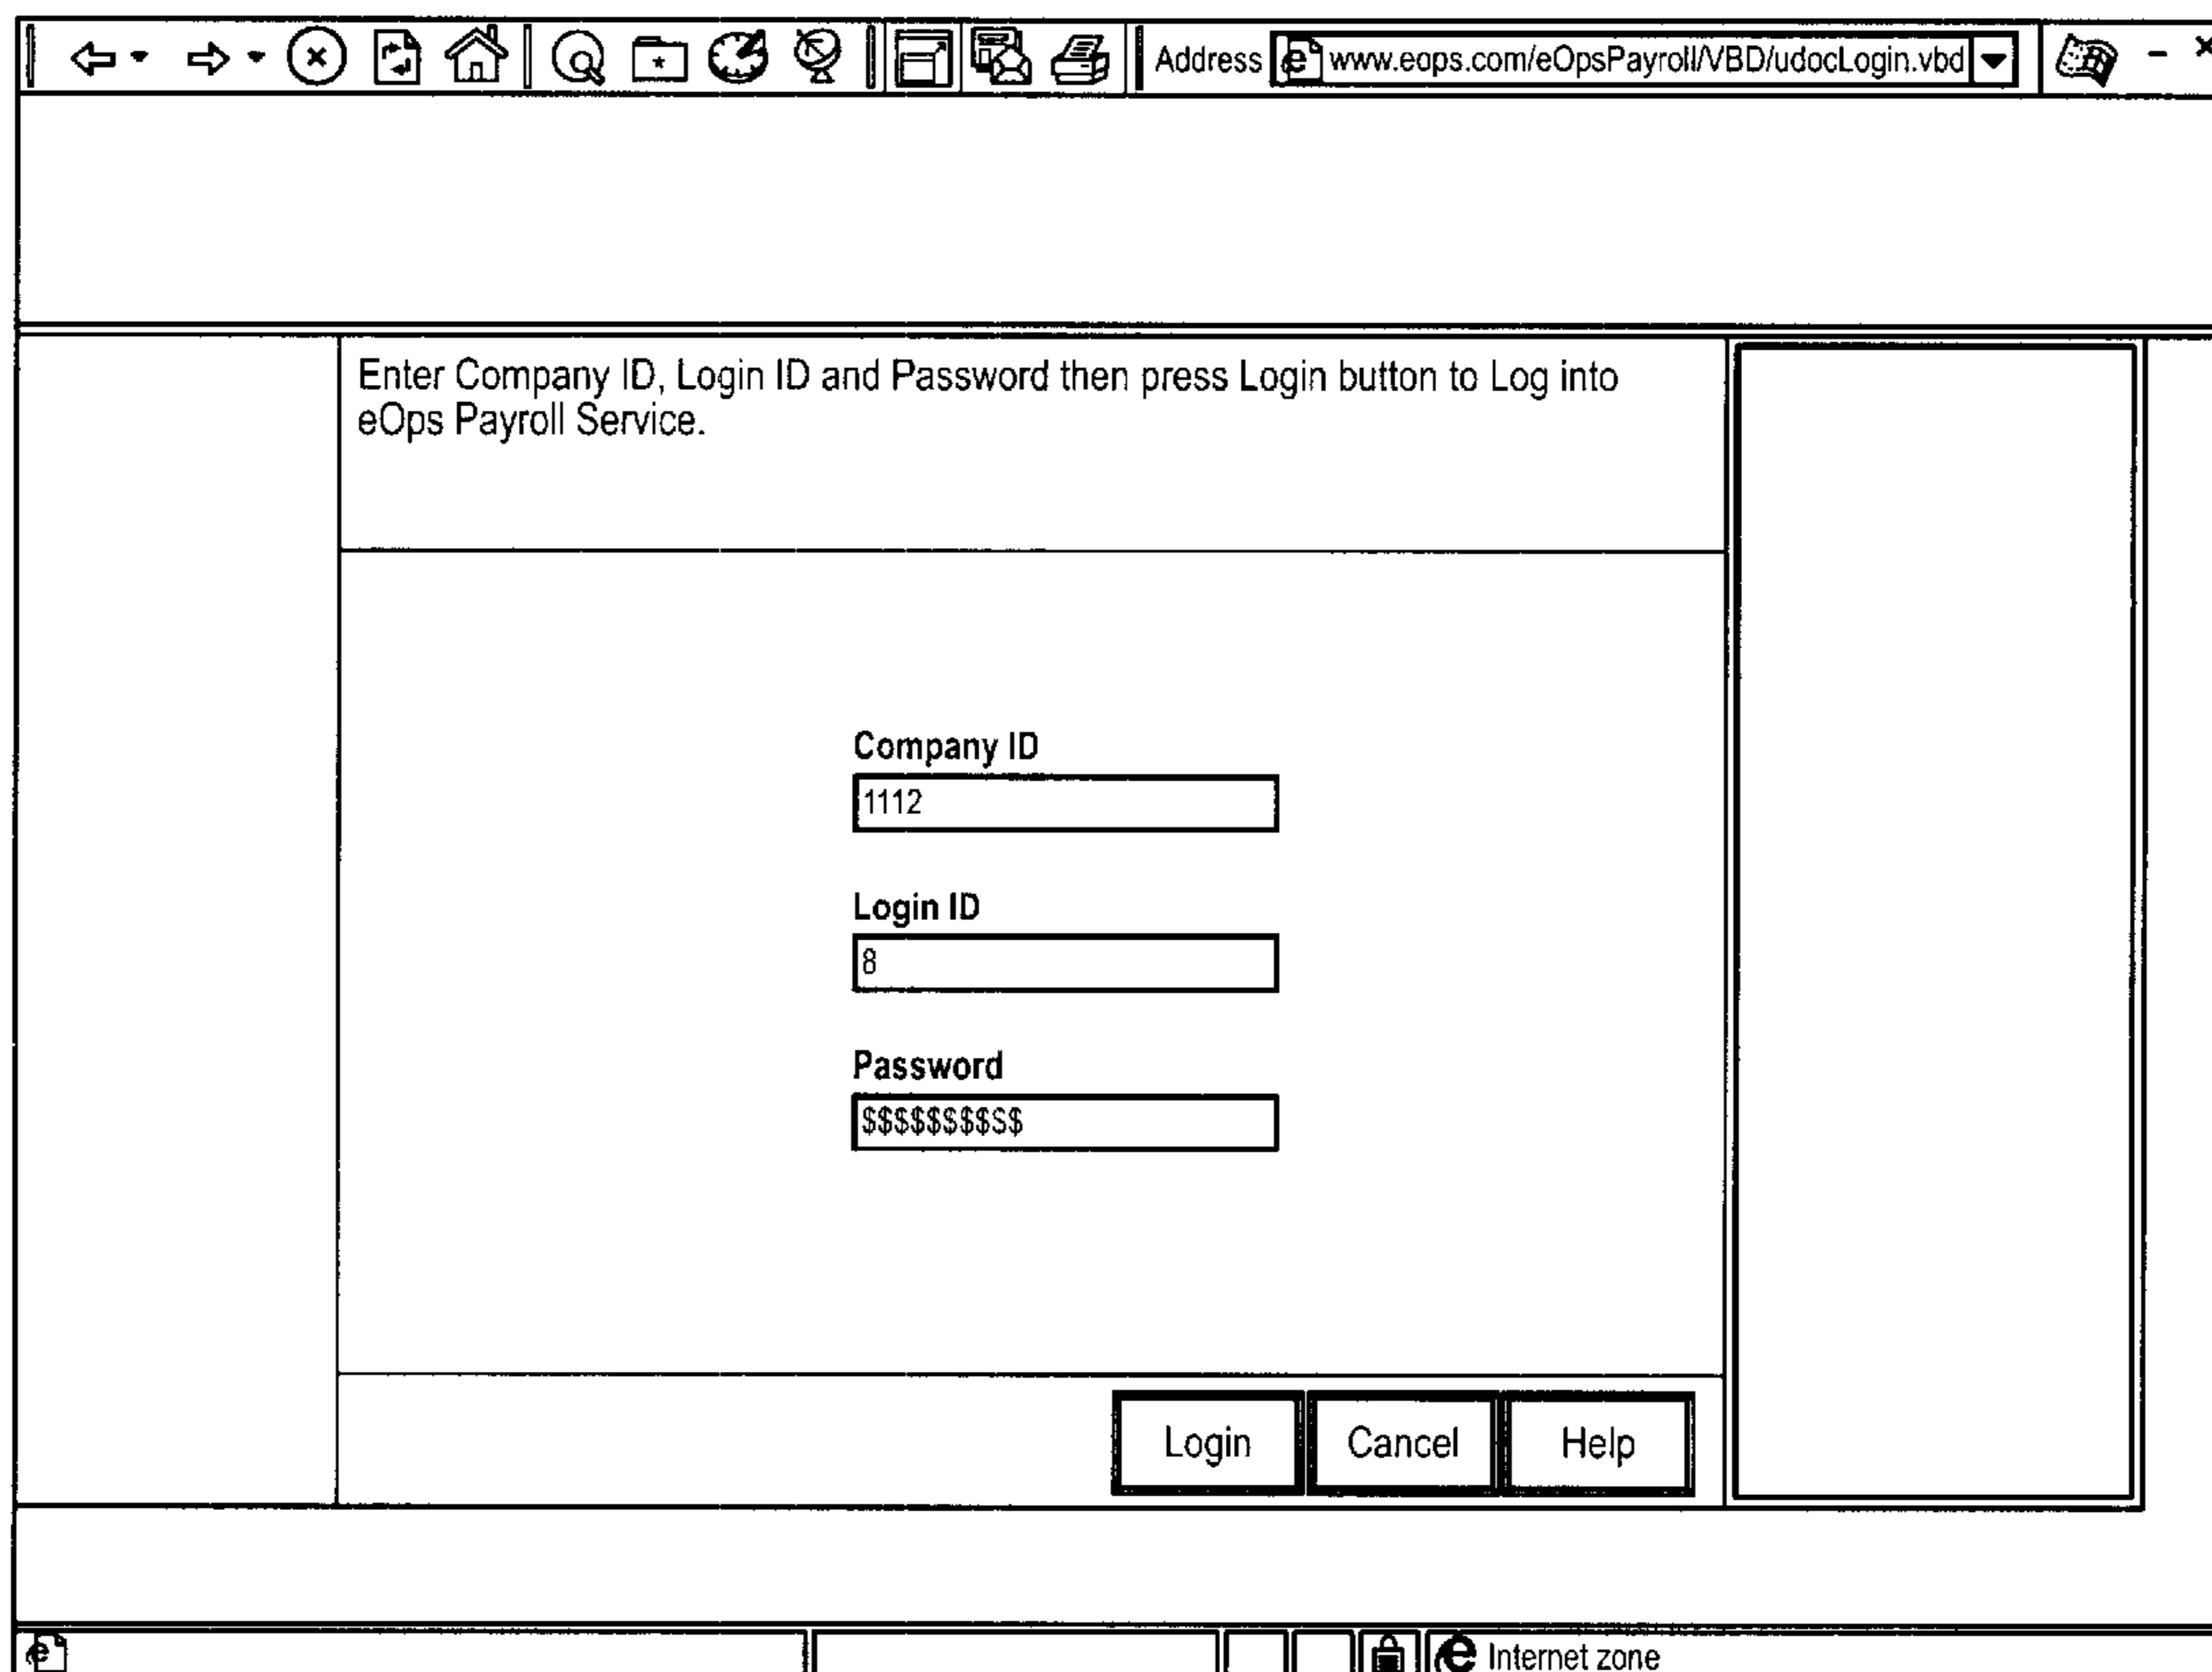 Address www.eops.com/eOpsPayroll/VBD/udocLogin.vbd
Enter Company ID, Login ID and Password then press Login button to Log into
eOps Payroll Service.
Company ID
1112
Login ID
8
Password
$$$$$$$$$$
Login Cancel Help
Internet zone